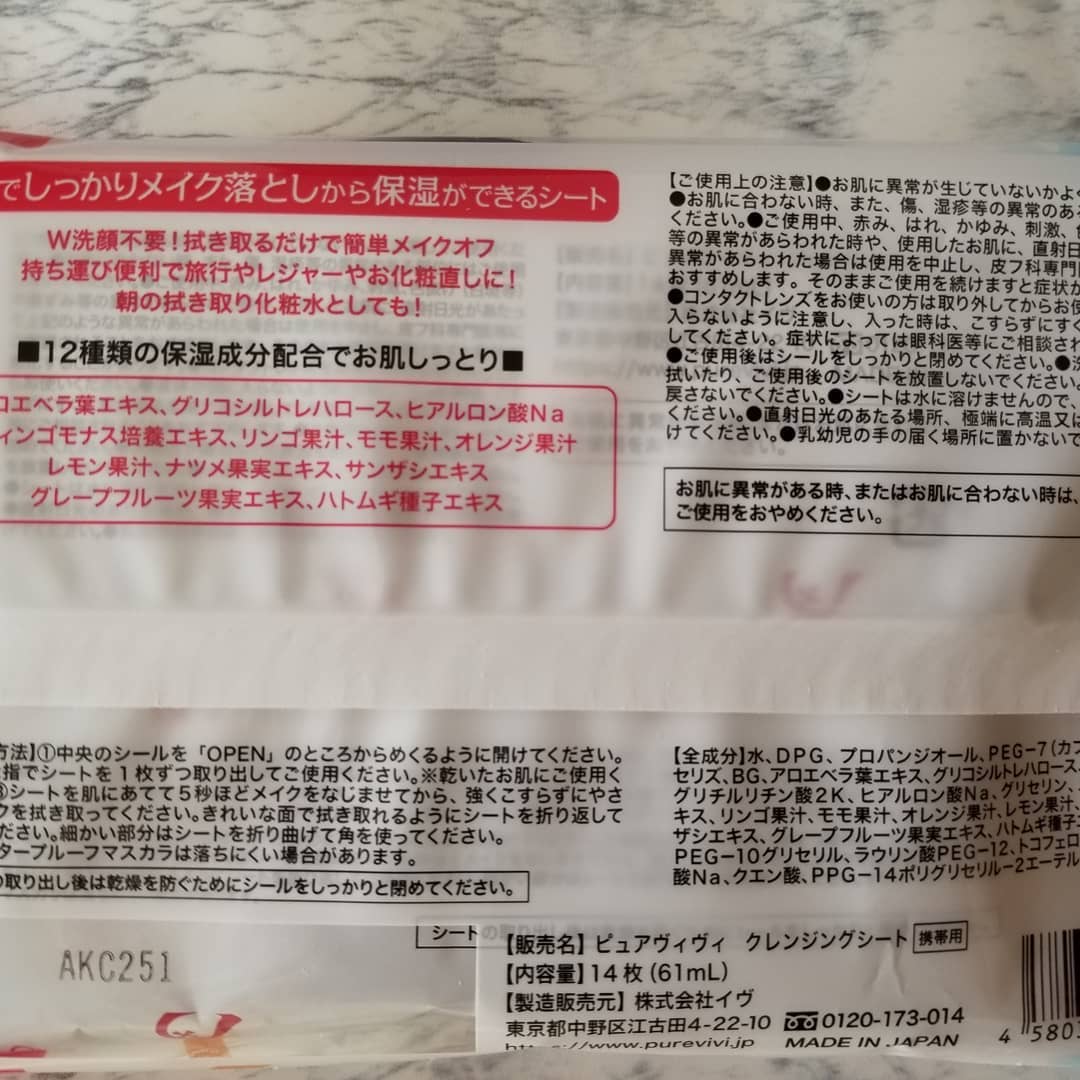 でしっかりメイク落としから保湿ができるシート
W洗顔不要!拭き取るだけで簡単メイクオフ
持ち運び便利で旅行やレジャーやお化粧直しに!
朝の拭き取り化粧水としても!
■12種類の保湿成分配合でお肌しっとり■
ロエベラ葉エキス、グリコシルトレハロース、ヒアルロン酸Na
ィンゴモナス培養エキス、リンゴ果汁、モモ果汁、オレンジ果汁
レモン果汁、ナツメ果実エキス、サンザシエキス
グレープフルーツ果実エキス、ハトムギ種子エキス
【ご使用上の注意】●お肌に異常が生じていないかよ
●お肌に合わない時、また、傷、湿疹等の異常のあ
ください。●ご使用中、赤み、はれ、かゆみ、刺激、
等の異常があらわれた時や、使用したお肌に、直射日
異常があらわれた場合は使用を中止し、皮フ科専門
おすすめします。そのままご使用を続けますと症状が
●コンタクトレンズをお使いの方は取り外してからお使
入らないように注意し、入った時は、こすらずにすぐ
してください。症状によっては眼科医等にご相談され
●ご使用後はシールをしっかりと閉めてください。●洗
拭いたり、ご使用後のシートを放置しないでください。
戻さないでください。●シートは水に溶けませんので、
ください。●直射日光のあたる場所、極端に高温又は
けてください。●乳幼児の手の届く場所に置かないで
お肌に異常がある時、またはお肌に合わない時は、
ご使用をおやめください。
方法】①中央のシールを「OPEN」のところからめくるように開けてください。
指でシートを1枚ずつ取り出してご使用ください。※乾いたお肌にご使用く
③シートを肌にあてて5秒ほどメイクをなじませてから、強くこすらずにやさ
クを拭き取ってください。きれいな面で拭き取れるようにシートを折り返して
ださい。細かい部分はシートを折り曲げて角を使ってください。
タープルーフマスカラは落ちにくい場合があります。
の取り出し後は乾燥を防ぐためにシールをしっかりと閉めてください。
【全成分】水、DPG、プロパンジオール、PEG-7(カプ
セリズ、BG、アロエベラ葉エキス、グリコシルトレハロース、
グリチルリチン酸2K、ヒアルロン酸Na、グリセリン、
キス、リンゴ果汁、モモ果汁、オレンジ果汁、レモン果汁、
ザシエキス、グレープフルーツ果実エキス、ハトムギ種子エ
PEG-10グリセリル、ラウリン酸PEG-12、トコフェロ
酸Na、クエン酸、PPG-14ポリグリセリル-2エーテル
シート
AKC251
【販売名】ピュアヴィヴィ クレンジングシート 携帯用
【内容量】14枚(61mL)
【製造販売元】株式会社イヴ
東京都中野区江古田4-22-10 0120-173-014
https://www.purevivi.jp MADE IN JAPAN
4 5803